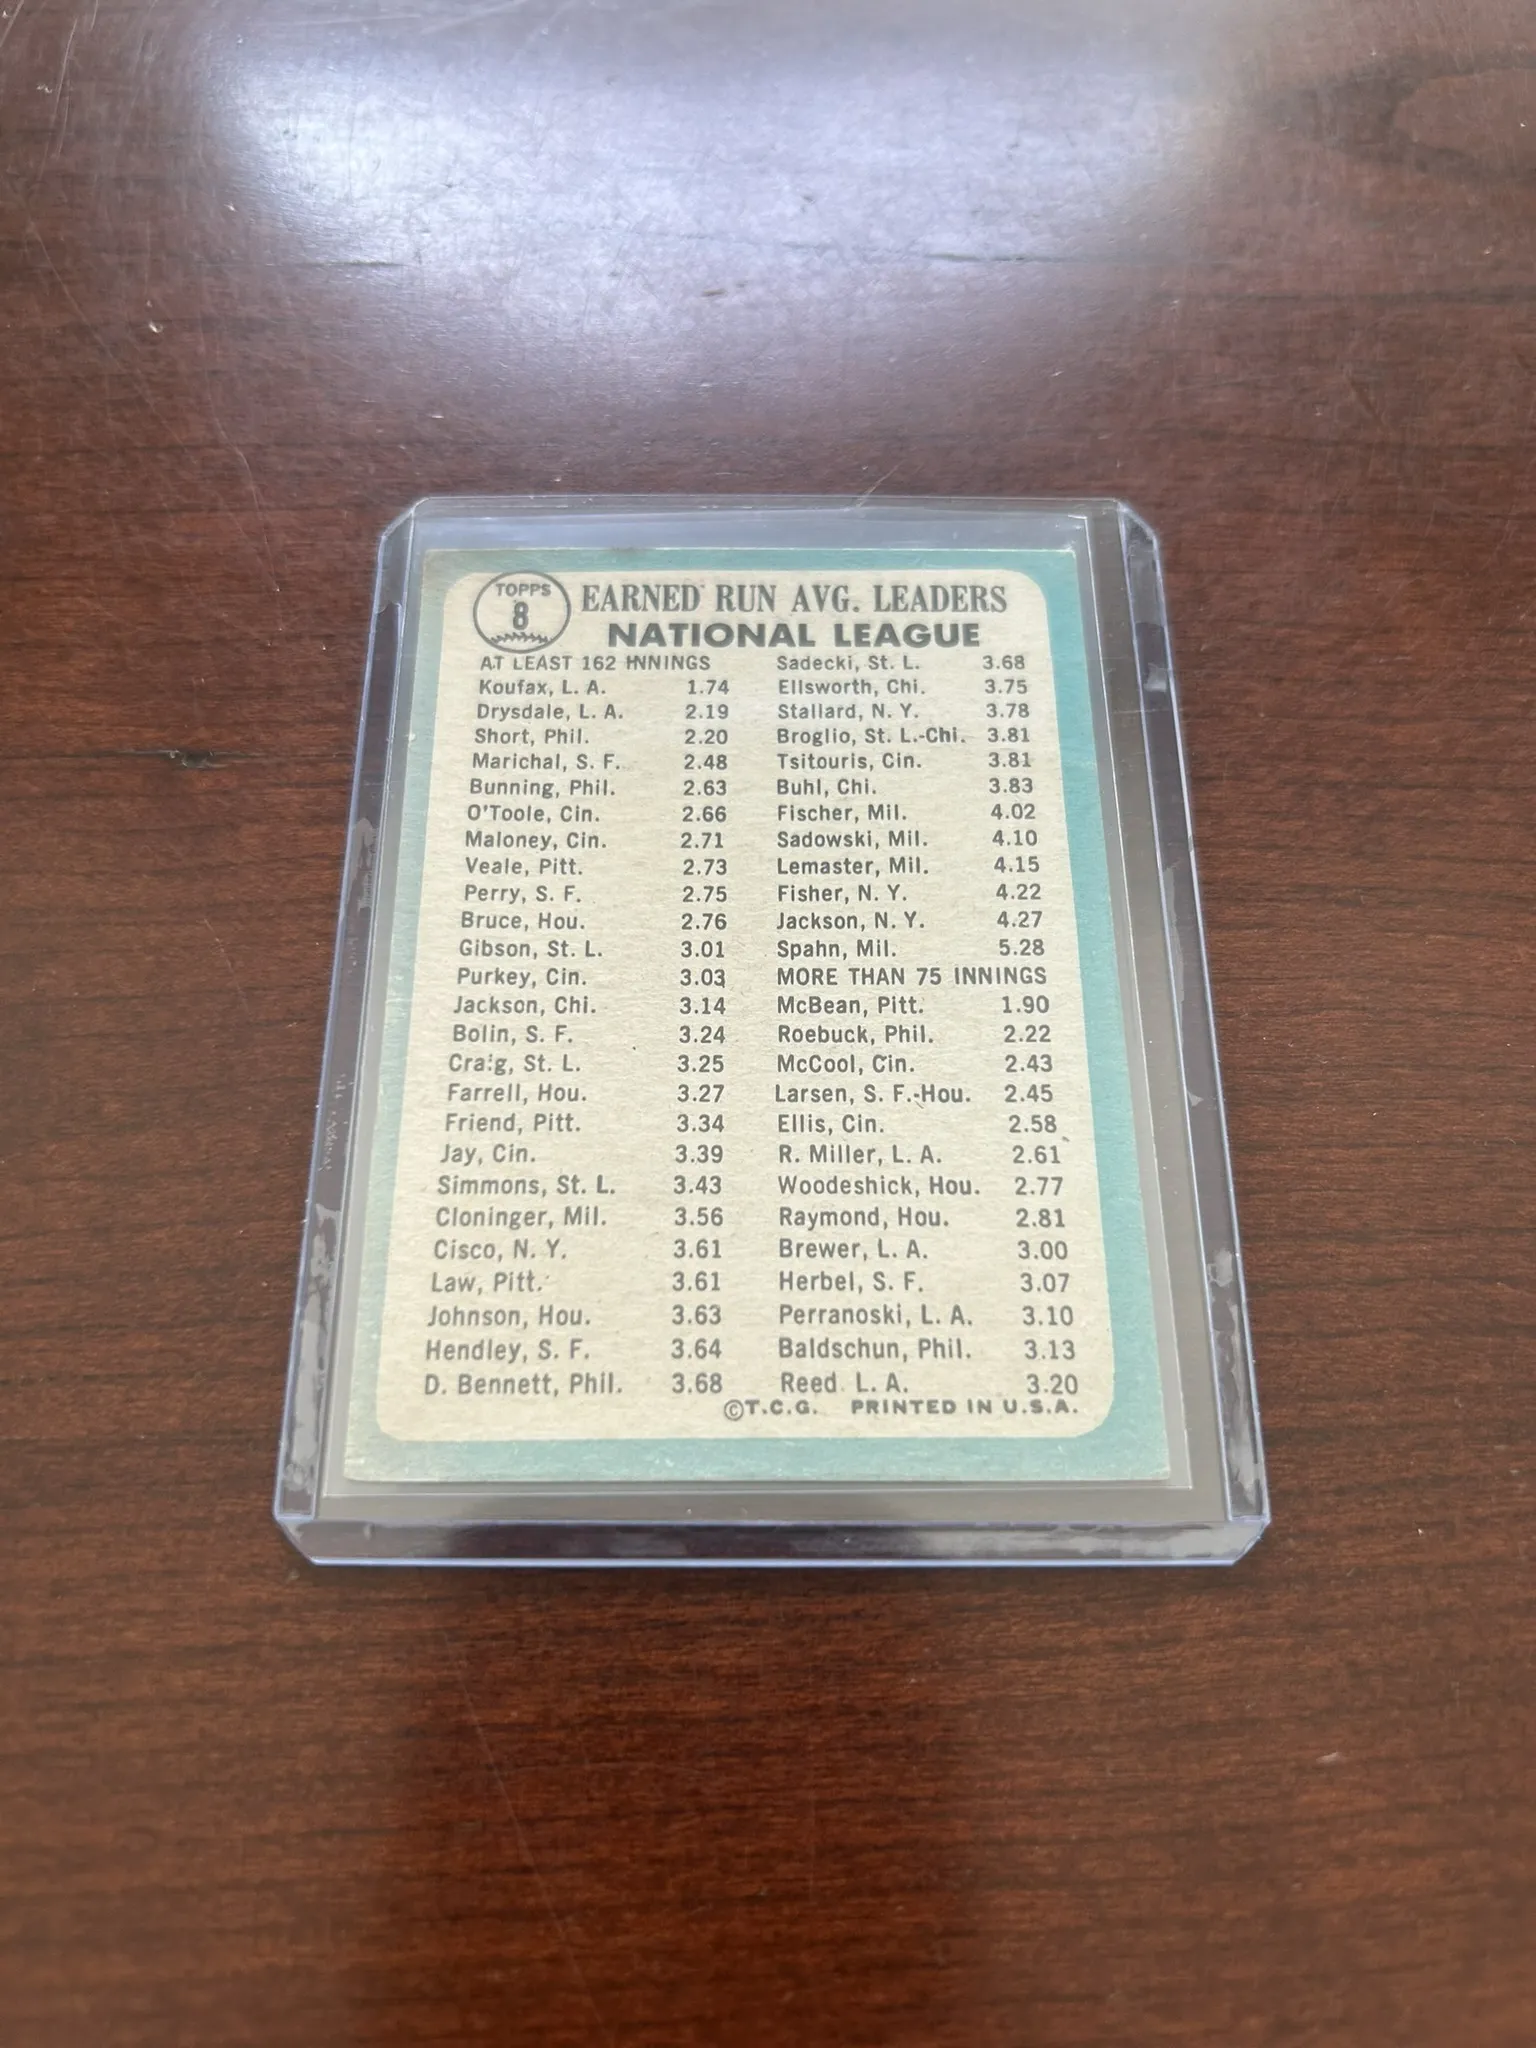 TOPPS
8
EARNED RUN AVG. LEADERS
NATIONAL LEAGUE
AT LEAST 162 INNINGS
Koufax, L. A. 1.74
Drysdale, L. A. 2.19
Short, Phil. 2.20
Marichal, S. F. 2.48
Bunning, Phil. 2.63
O'Toole, Cin. 2.66
Maloney, Cin. 2.71
Veale, Pitt. 2.73
Perry, S. F. 2.75
Bruce, Hou. 2.76
Gibson, St. L. 3.01
Purkey, Cin. 3.03
Jackson, Chi. 3.14
Bolin, S. F. 3.24
Craig, St. L. 3.25
Farrell, Hou. 3.27
Friend, Pitt. 3.34
Jay, Cin. 3.39
Simmons, St. L. 3.43
Cloninger, Mil. 3.56
Cisco, N. Y. 3.61
Law, Pitt. 3.61
Johnson, Hou. 3.63
Hendley, S. F. 3.64
D. Bennett, Phil. 3.68
Sadecki, St. L. 3.68
Ellsworth, Chi. 3.75
Stallard, N. Y. 3.78
Broglio, St. L.-Chi. 3.81
Tsitouris, Cin. 3.81
Buhl, Chi. 3.83
Fischer, Mil. 4.02
Sadowski, Mil. 4.10
Lemaster, Mil. 4.15
Fisher, N. Y. 4.22
Jackson, N. Y. 4.27
Spahn, Mil. 5.28
MORE THAN 75 INNINGS
McBean, Pitt. 1.90
Roebuck, Phil. 2.22
McCool, Cin. 2.43
Larsen, S. F.-Hou. 2.45
Ellis, Cin. 2.58
R. Miller, L. A. 2.61
Woodeshick, Hou. 2.77
Raymond, Hou. 2.81
Brewer, L. A. 3.00
Herbel, S. F. 3.07
Perranoski, L. A. 3.10
Baldschun, Phil. 3.13
Reed L. A. 3.20
©T.C.G. PRINTED IN U.S.A.